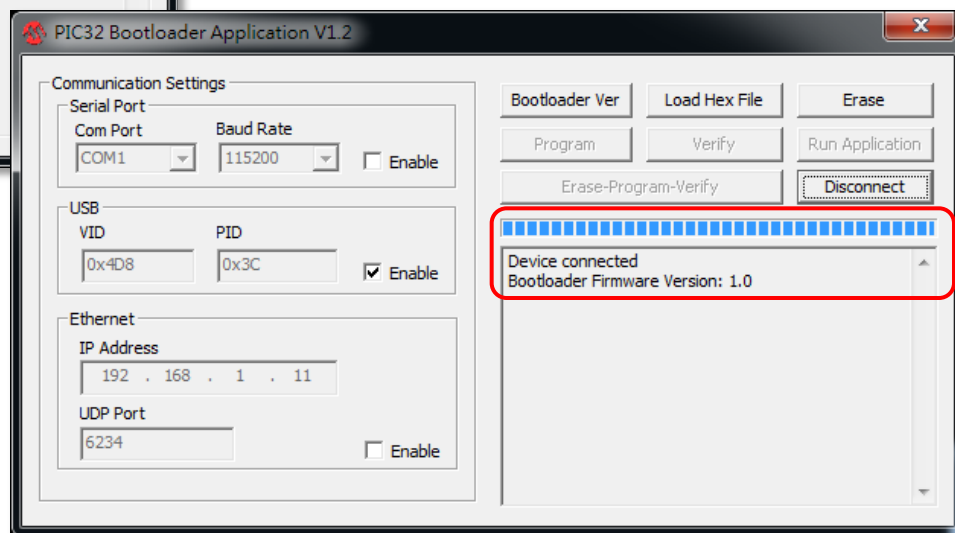 PIC32 Bootloader Application V1.2
Communication Settings
Serial Port
Com Port Baud Rate
COM1 115200 Enable
USB
VID PID
0x4D8 0x3C Enable
Ethernet
IP Address
192 . 168 . 1 . 11
UDP Port
6234 Enable
Bootloader Ver Load Hex File Erase
Program Verify Run Application
Erase-Program-Verify Disconnect
Device connected
Bootloader Firmware Version: 1.0